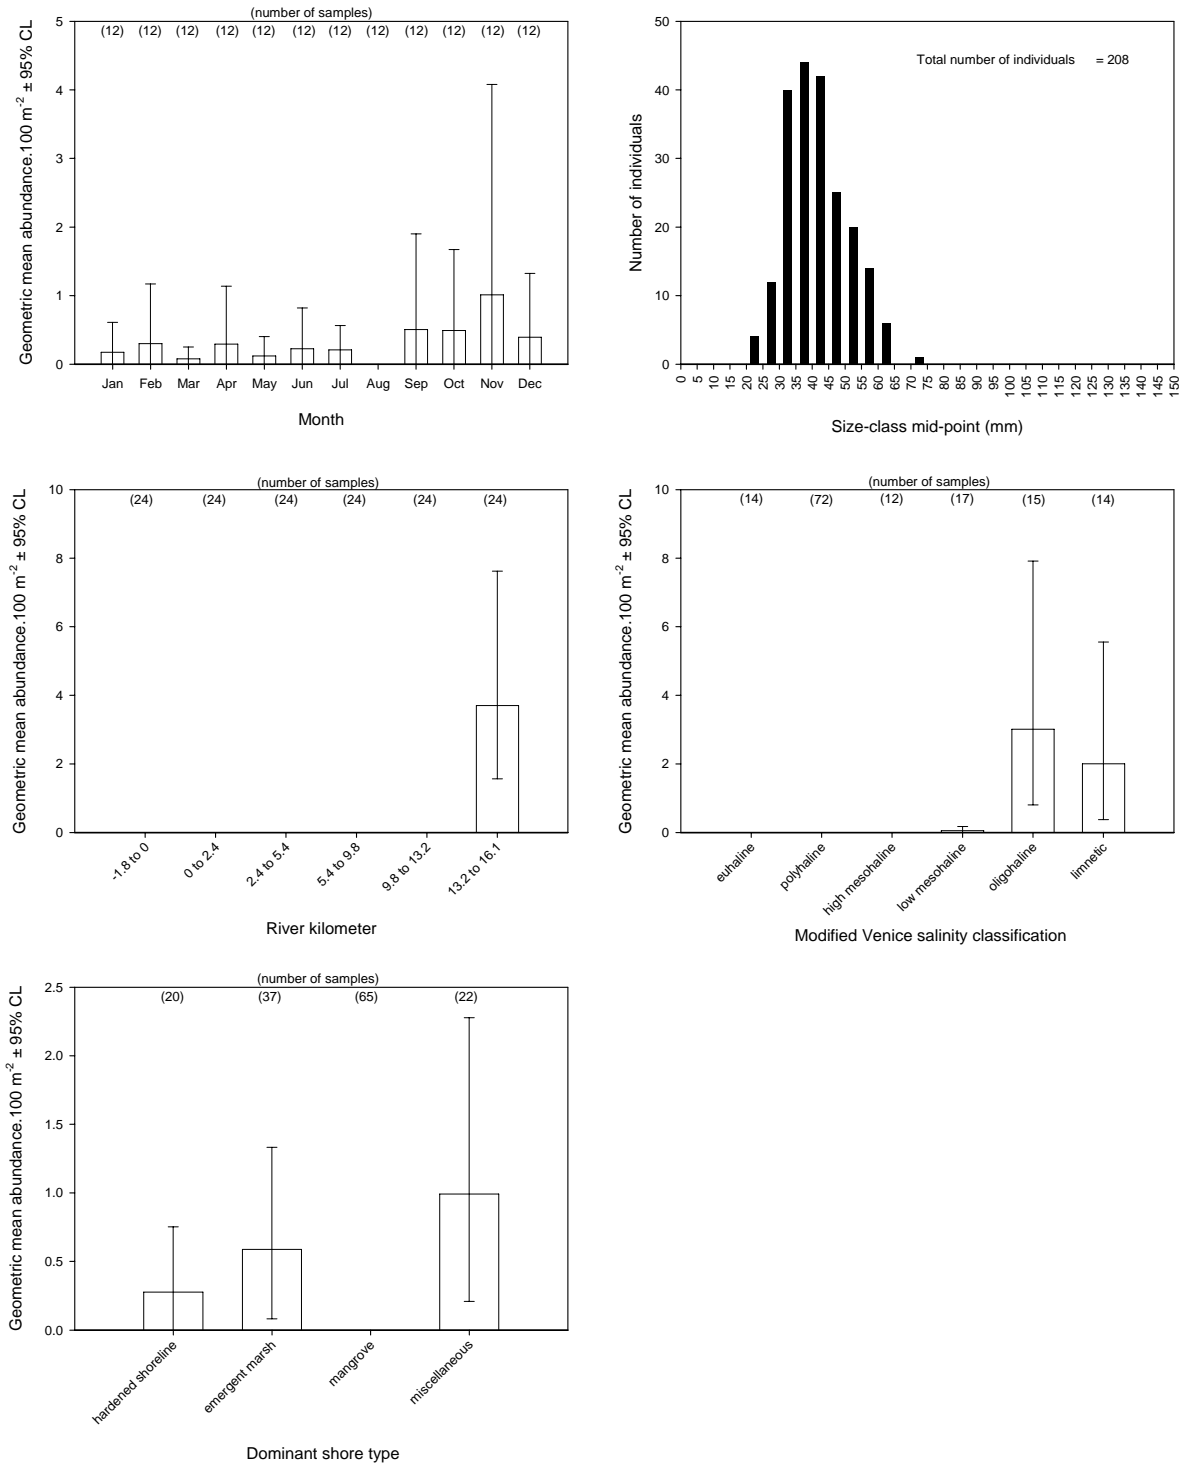 (number of samples)
5
(12) (12) (12) (12) (12) (12) (12) (12) (12) (12) (12) (12)
4
3
2
1
0
Geometric mean abundance.100 m-2 ± 95% CL
Jan Feb Mar Apr May Jun Jul Aug Sep Oct Nov Dec
Month
50
Total number of individuals = 208
40
30
20
10
0
Number of individuals
0 5 10 15 20 25 30 35 40 45 50 55 60 65 70 75 80 85 90 95 100 105 110 115 120 125 130 135 140 145 150
Size-class mid-point (mm)
(number of samples)
10
(24) (24) (24) (24) (24) (24)
8
6
4
2
0
Geometric mean abundance.100 m-2 ± 95% CL
-1.8 to 0
0 to 2.4
2.4 to 5.4
5.4 to 9.8
9.8 to 13.2
13.2 to 16.1
River kilometer
(number of samples)
10
(14) (72) (12) (17) (15) (14)
8
6
4
2
0
Geometric mean abundance.100 m-2 ± 95% CL
euhaline
polyhaline
high mesohaline
low mesohaline
oligohaline
limnetic
Modified Venice salinity classification
(number of samples)
2.5
(20) (37) (65) (22)
2.0
1.5
1.0
0.5
0.0
Geometric mean abundance.100 m-2 ± 95% CL
hardened shoreline
emergent marsh
mangrove
miscellaneous
Dominant shore type